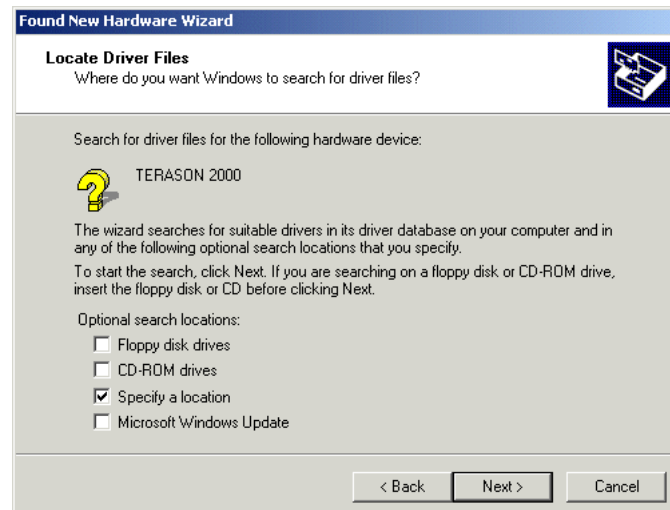 Found New Hardware Wizard
Locate Driver Files
Where do you want Windows to search for driver files?
Search for driver files for the following hardware device:
TERASON 2000
The wizard searches for suitable drivers in its driver database on your computer and in
any of the following optional search locations that you specify.
To start the search, click Next. If you are searching on a floppy disk or CD-ROM drive,
insert the floppy disk or CD before clicking Next.
Optional search locations:
Floppy disk drives
CD-ROM drives
Specify a location
Microsoft Windows Update
< Back Next > Cancel